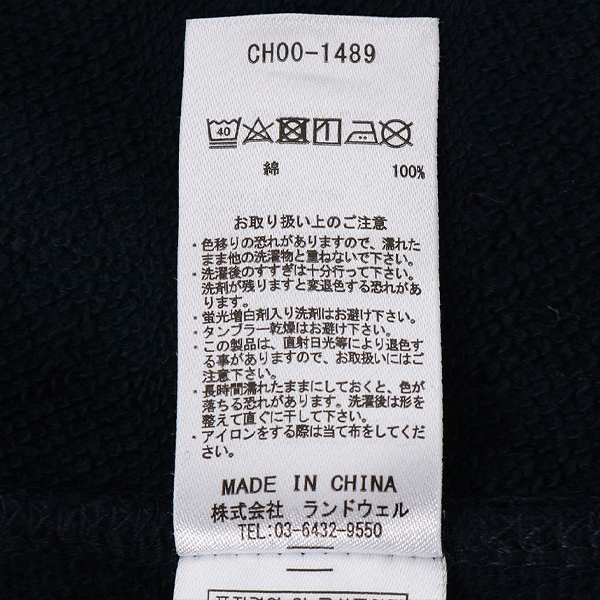 CH00-1489
40
綿 100%
お取り扱い上のご注意
・色移りの恐れがありますので、濡れた
まま他の洗濯物と重ねないで下さい。
・洗濯後のすすぎは十分行って下さい。
洗剤が残りますと変退色する恐れがあり
ます。
・蛍光増白剤入り洗剤はお避け下さい。
・タンブラー乾燥はお避け下さい。
・この製品は、直射日光等により退色す
る事がありますので、お取扱いにはご
注意下さい。
・長時間濡れたままにしておくと、色が
落ちる恐れがあります。洗濯後は形を
整えて直ぐに干して下さい。
・アイロンをする際は当て布をしてくだ
さい。
MADE IN CHINA
株式会社 ランドウェル
TEL:03-6432-9550